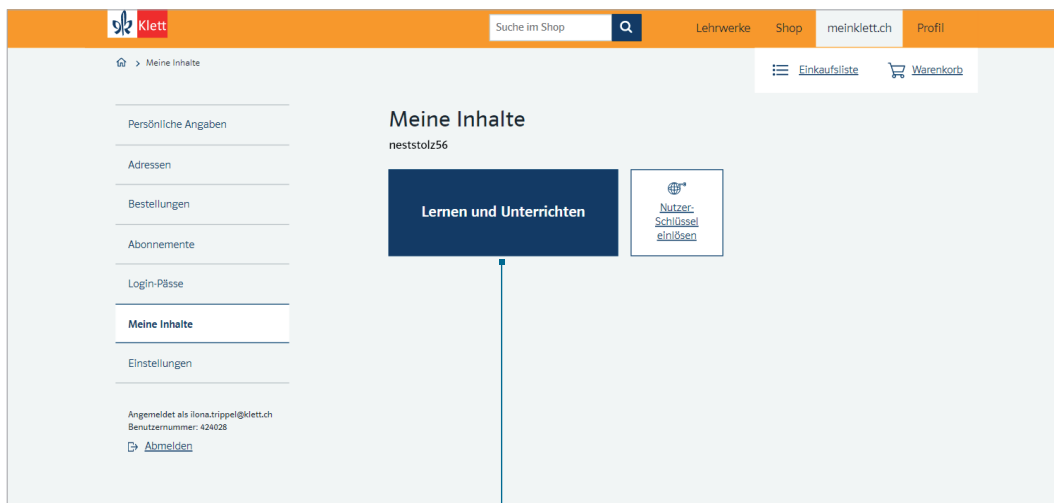 Klett
Suche im Shop
Lehrwerke Shop meinklett.ch Profil
> Meine Inhalte
Einkaufsliste Warenkorb
Persönliche Angaben
Adressen
Bestellungen
Abonnemente
Login-Pässe
Meine Inhalte
Einstellungen
Angemeldet als ilona.trippel@klett.ch
Benutzernummer: 424028
Abmelden
Meine Inhalte
neststolz56
Lernen und Unterrichten
Nutzer-
Schlüssel
einlösen